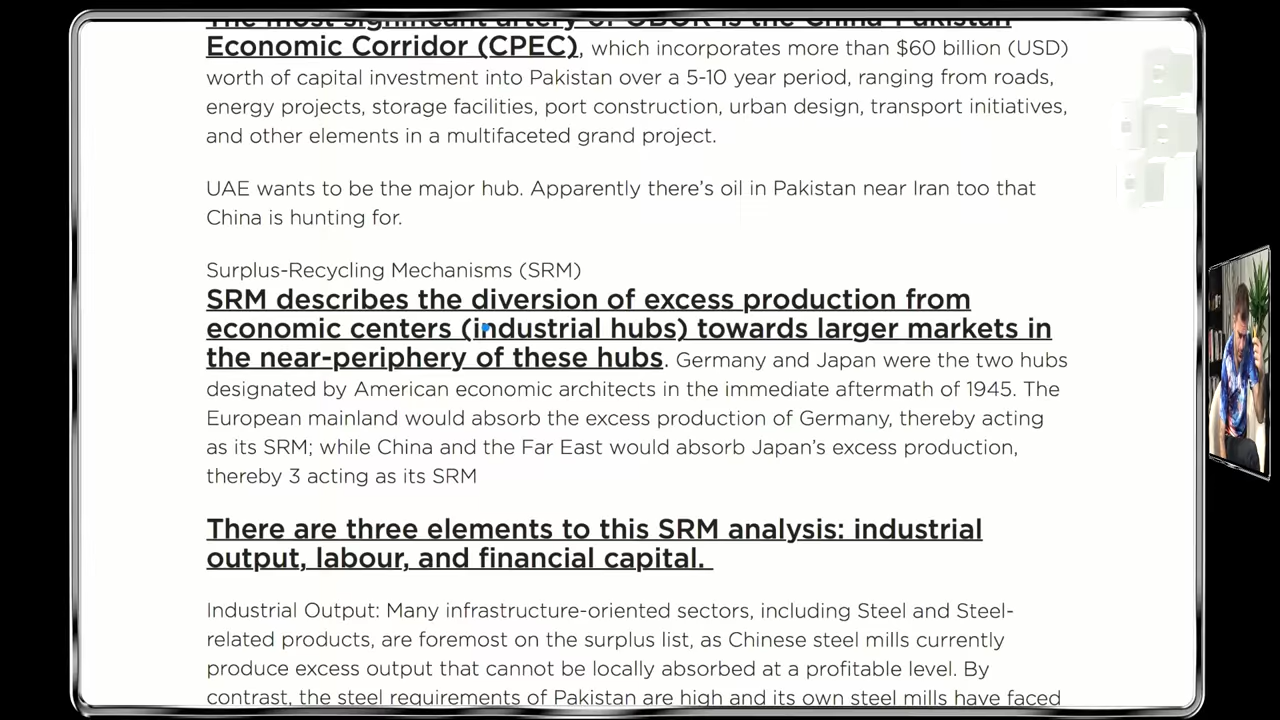 The most significant artery of OBOR is the China-Pakistan
Economic Corridor (CPEC), which incorporates more than $60 billion (USD)
worth of capital investment into Pakistan over a 5-10 year period, ranging from roads,
energy projects, storage facilities, port construction, urban design, transport initiatives,
and other elements in a multifaceted grand project.
UAE wants to be the major hub. Apparently there’s oil in Pakistan near Iran too that
China is hunting for.
Surplus-Recycling Mechanisms (SRM)
SRM describes the diversion of excess production from
economic centers (industrial hubs) towards larger markets in
the near-periphery of these hubs. Germany and Japan were the two hubs
designated by American economic architects in the immediate aftermath of 1945. The
European mainland would absorb the excess production of Germany, thereby acting
as its SRM; while China and the Far East would absorb Japan’s excess production,
thereby 3 acting as its SRM
There are three elements to this SRM analysis: industrial
output, labour, and financial capital.
Industrial Output: Many infrastructure-oriented sectors, including Steel and Steel-
related products, are foremost on the surplus list, as Chinese steel mills currently
produce excess output that cannot be locally absorbed at a profitable level. By
contrast, the steel requirements of Pakistan are high and its own steel mills have faced